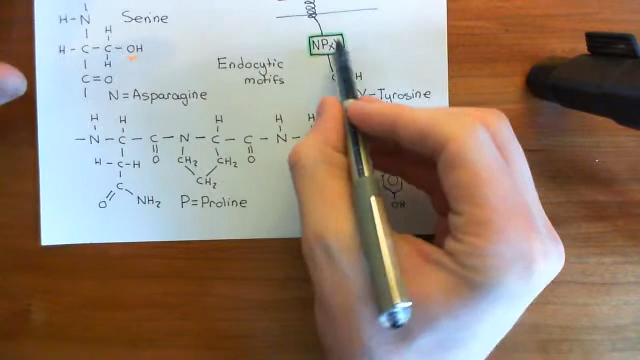 Serine
H-N
H
H-C-C-OH
H
C=O
N=Asparagine
Endocytic
motifs
NPx
Y-Tyrosine
H H H H
-N-C-C-N-C-C-N-
O CH₂ CH₂ O
H-C-H
CH₂
C
O NH₂
P=Proline
OH